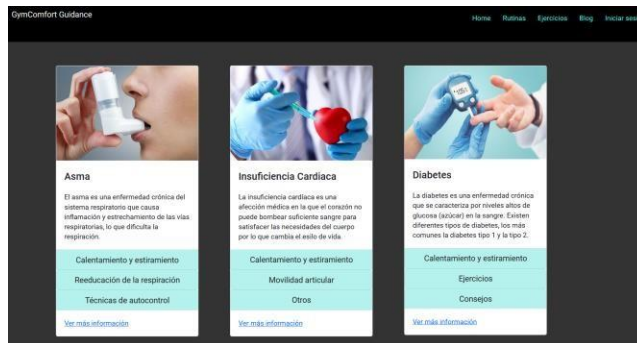 GymComfort Guidance
Home Rutinas Ejercicios Blog Iniciar
Asma
El asma es una enfermedad crónica del
sistema respiratorio que causa
inflamación y estrechamiento de las vías
respiratorias, lo que dificulta la
respiración.
Calentamiento y estiramiento
Reeducación de la respiración
Técnicas de autocontrol
Ver más información
Insuficiencia Cardiaca
La insuficiencia cardíaca es una
afección médica en la que el corazón no
puede bombear suficiente sangre para
satisfacer las necesidades del cuerpo
por lo que cambia el esilo de vida.
Calentamiento y estiramiento
Movilidad articular
Otros
Ver más información
Diabetes
La diabetes es una enfermedad crónica
que se caracteriza por niveles altos de
glucosa (azúcar) en la sangre. Existen
diferentes tipos de diabetes, los más
comunes la diabetes tipo 1 y la tipo 2.
Calentamiento y estiramiento
Ejercicios
Consejos
Ver más información